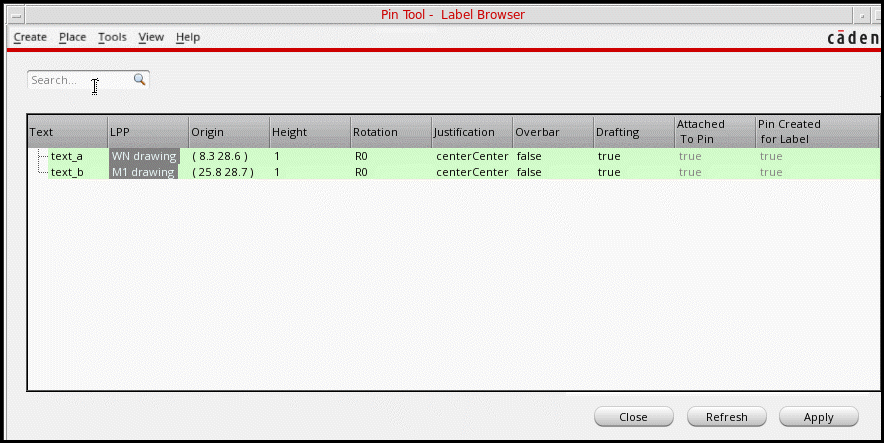 Pin Tool - Label Browser
Create Place Tools View Help
cāden
Search...
Text LPP Origin Height Rotation Justification Overbar Drafting Attached To Pin Pin Created for Label
text_a WN drawing ( 8.3 28.6 ) 1 R0 centerCenter false true true true
text_b M1 drawing ( 25.8 28.7 ) 1 R0 centerCenter false true true true
Close Refresh Apply